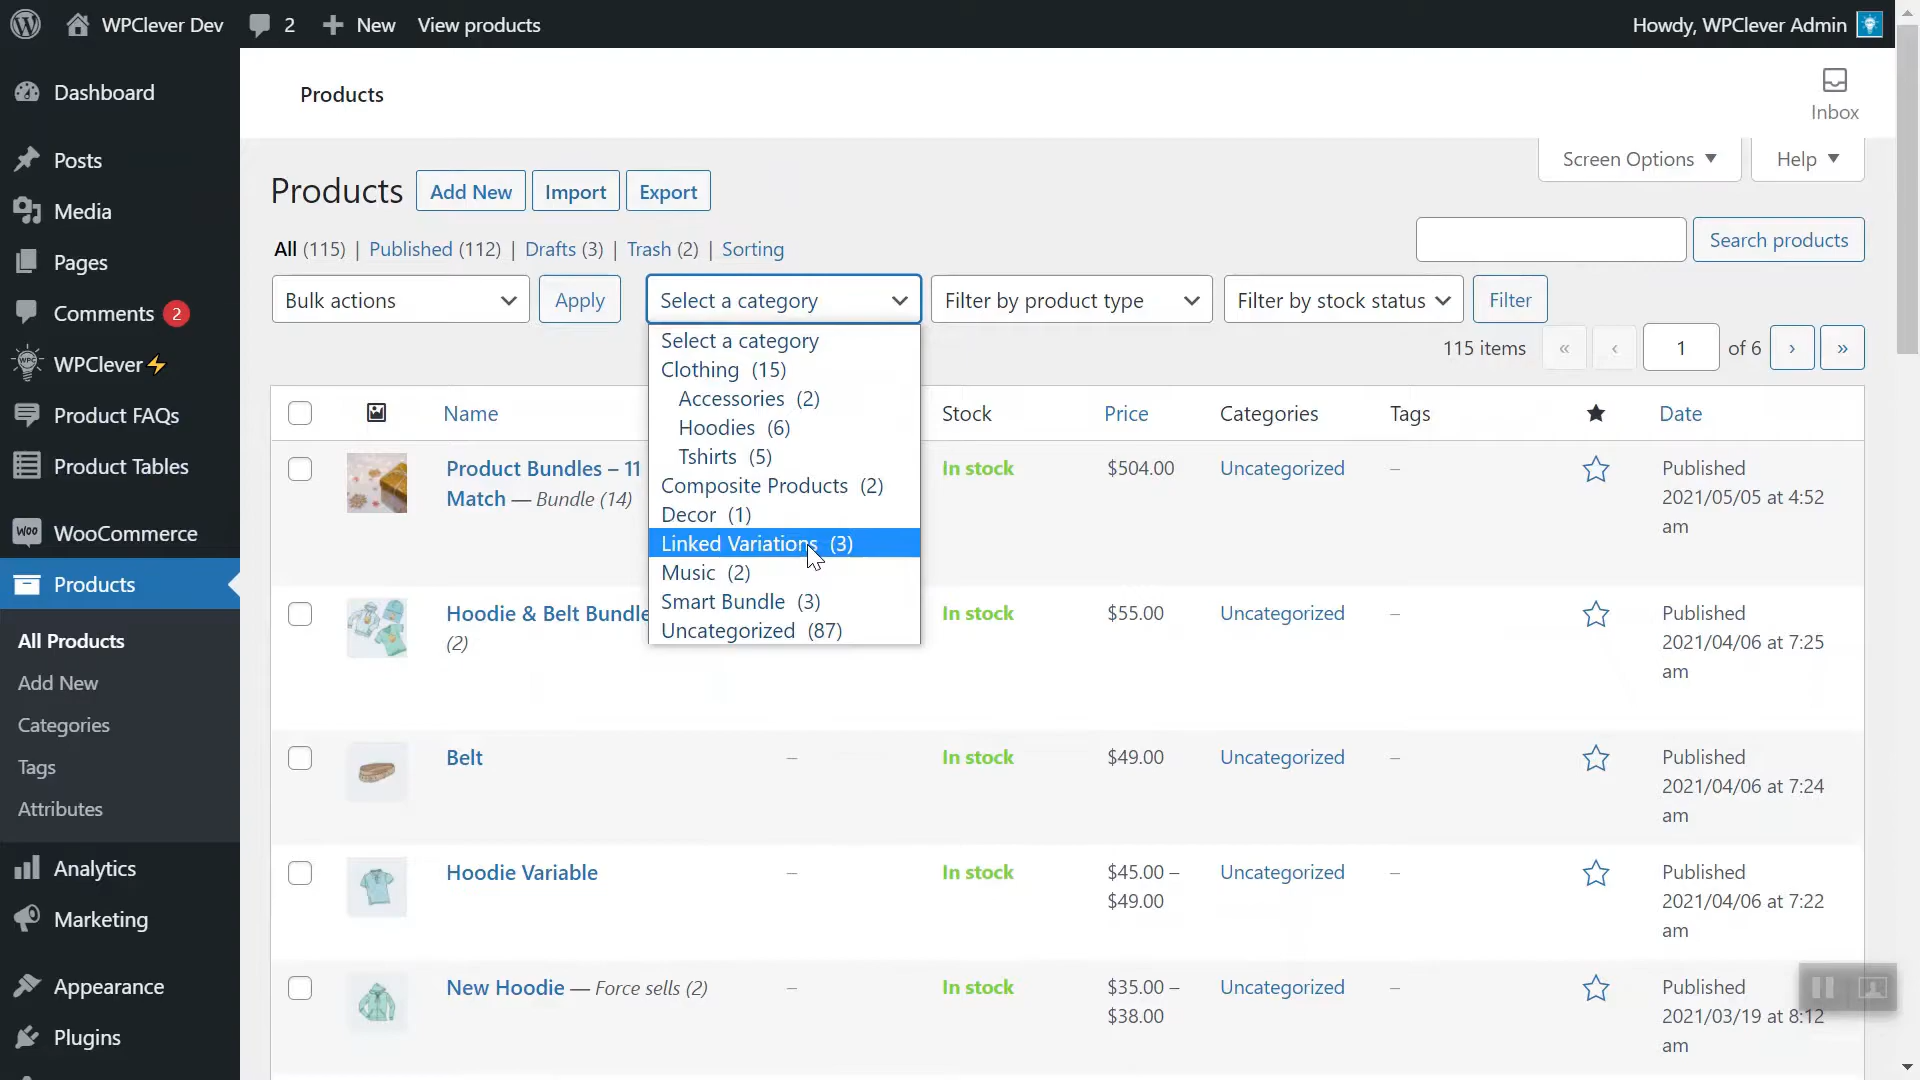 WPClever Dev 2 New View products Howdy, WPClever Admin
Dashboard
Posts
Media
Pages
Comments 2
WPClever
Product FAQs
Product Tables
WooCommerce
Products
All Products
Add New
Categories
Tags
Attributes
Analytics
Marketing
Appearance
Plugins
Products
Inbox
Screen Options ▼ Help ▼
Products Add New Import Export
All (115) | Published (112) | Drafts (3) | Trash (2) | Sorting
Search products
Bulk actions Apply Select a category Filter by product type Filter by stock status Filter
115 items « ‹ 1 of 6 › »
Select a category
Clothing (15)
Accessories (2)
Hoodies (6)
Tshirts (5)
Composite Products (2)
Decor (1)
Linked Variations (3)
Music (2)
Smart Bundle (3)
Uncategorized (87)
Name Stock Price Categories Tags Date
Product Bundles – 11 In stock $504.00 Uncategorized – Published
Match — Bundle (14) 2021/05/05 at 4:52
am
Hoodie & Belt Bundle In stock $55.00 Uncategorized – Published
(2) 2021/04/06 at 7:25
am
Belt – In stock $49.00 Uncategorized – Published
2021/04/06 at 7:24
am
Hoodie Variable – In stock $45.00 – Uncategorized – Published
$49.00 2021/04/06 at 7:22
am
New Hoodie — Force sells (2) – In stock $35.00 – Uncategorized – Published
$38.00 2021/03/19 at 8:12
am